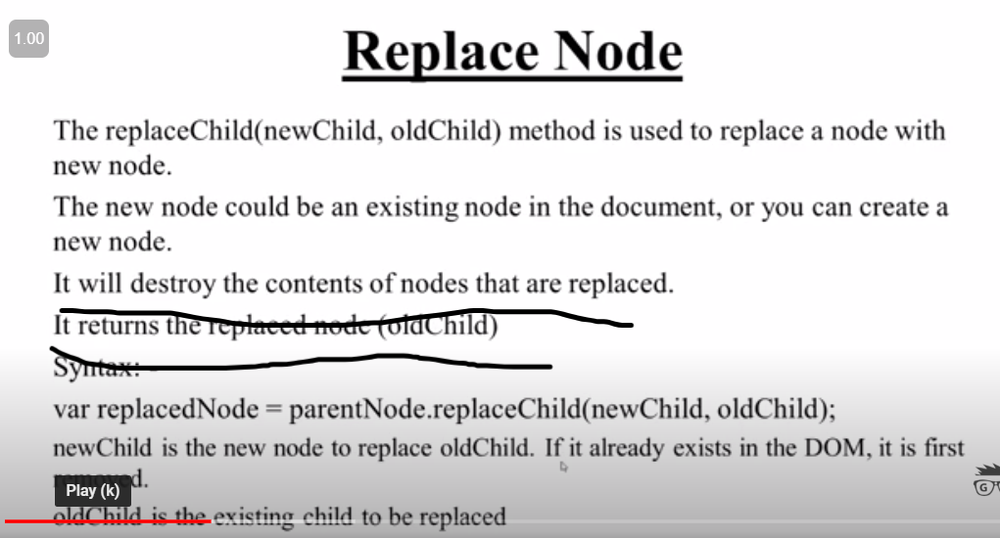 1.00
Replace Node
The replaceChild(newChild, oldChild) method is used to replace a node with
new node.
The new node could be an existing node in the document, or you can create a
new node.
It will destroy the contents of nodes that are replaced.
It returns the replaced node (oldChild)
Syntax:
var replacedNode = parentNode.replaceChild(newChild, oldChild);
newChild is the new node to replace oldChild. If it already exists in the DOM, it is first
removed.
Play (k)
oldChild is the existing child to be replaced
G